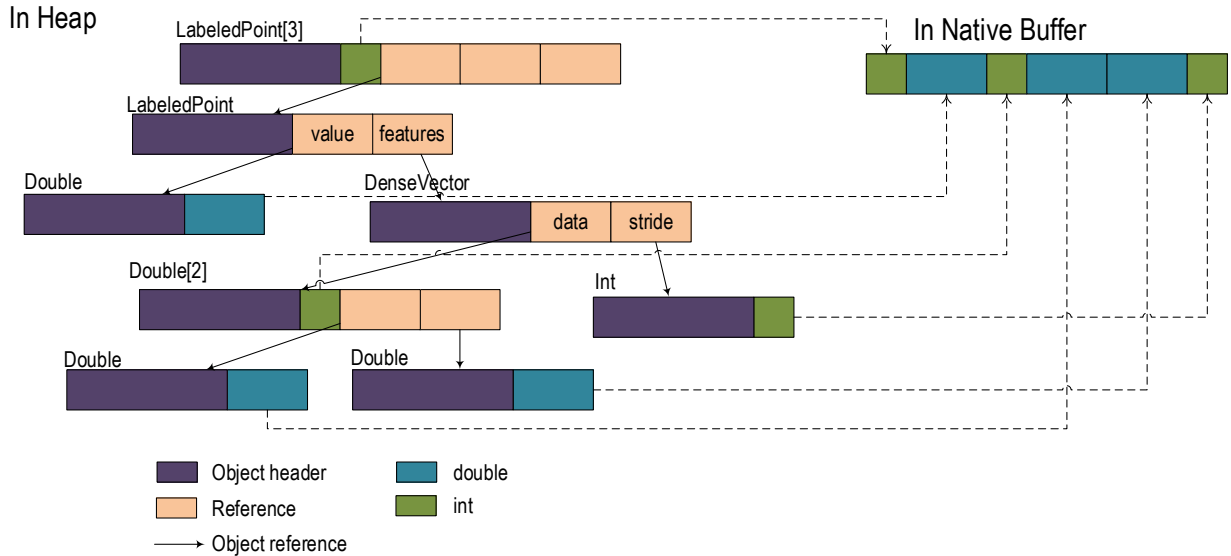 In Heap
LabeledPoint[3]
In Native Buffer
LabeledPoint
value
features
Double
DenseVector
data
stride
Double[2]
Int
Double
Double
Object header
double
Reference
int
Object reference